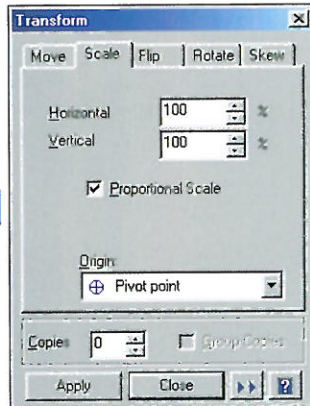 Transform
Move Scale Flip Rotate Skew
Horizontal 100 %
Vertical 100 %
Proportional Scale
Origin:
Pivot point
Copies 0 Group Copies
Apply Close ?